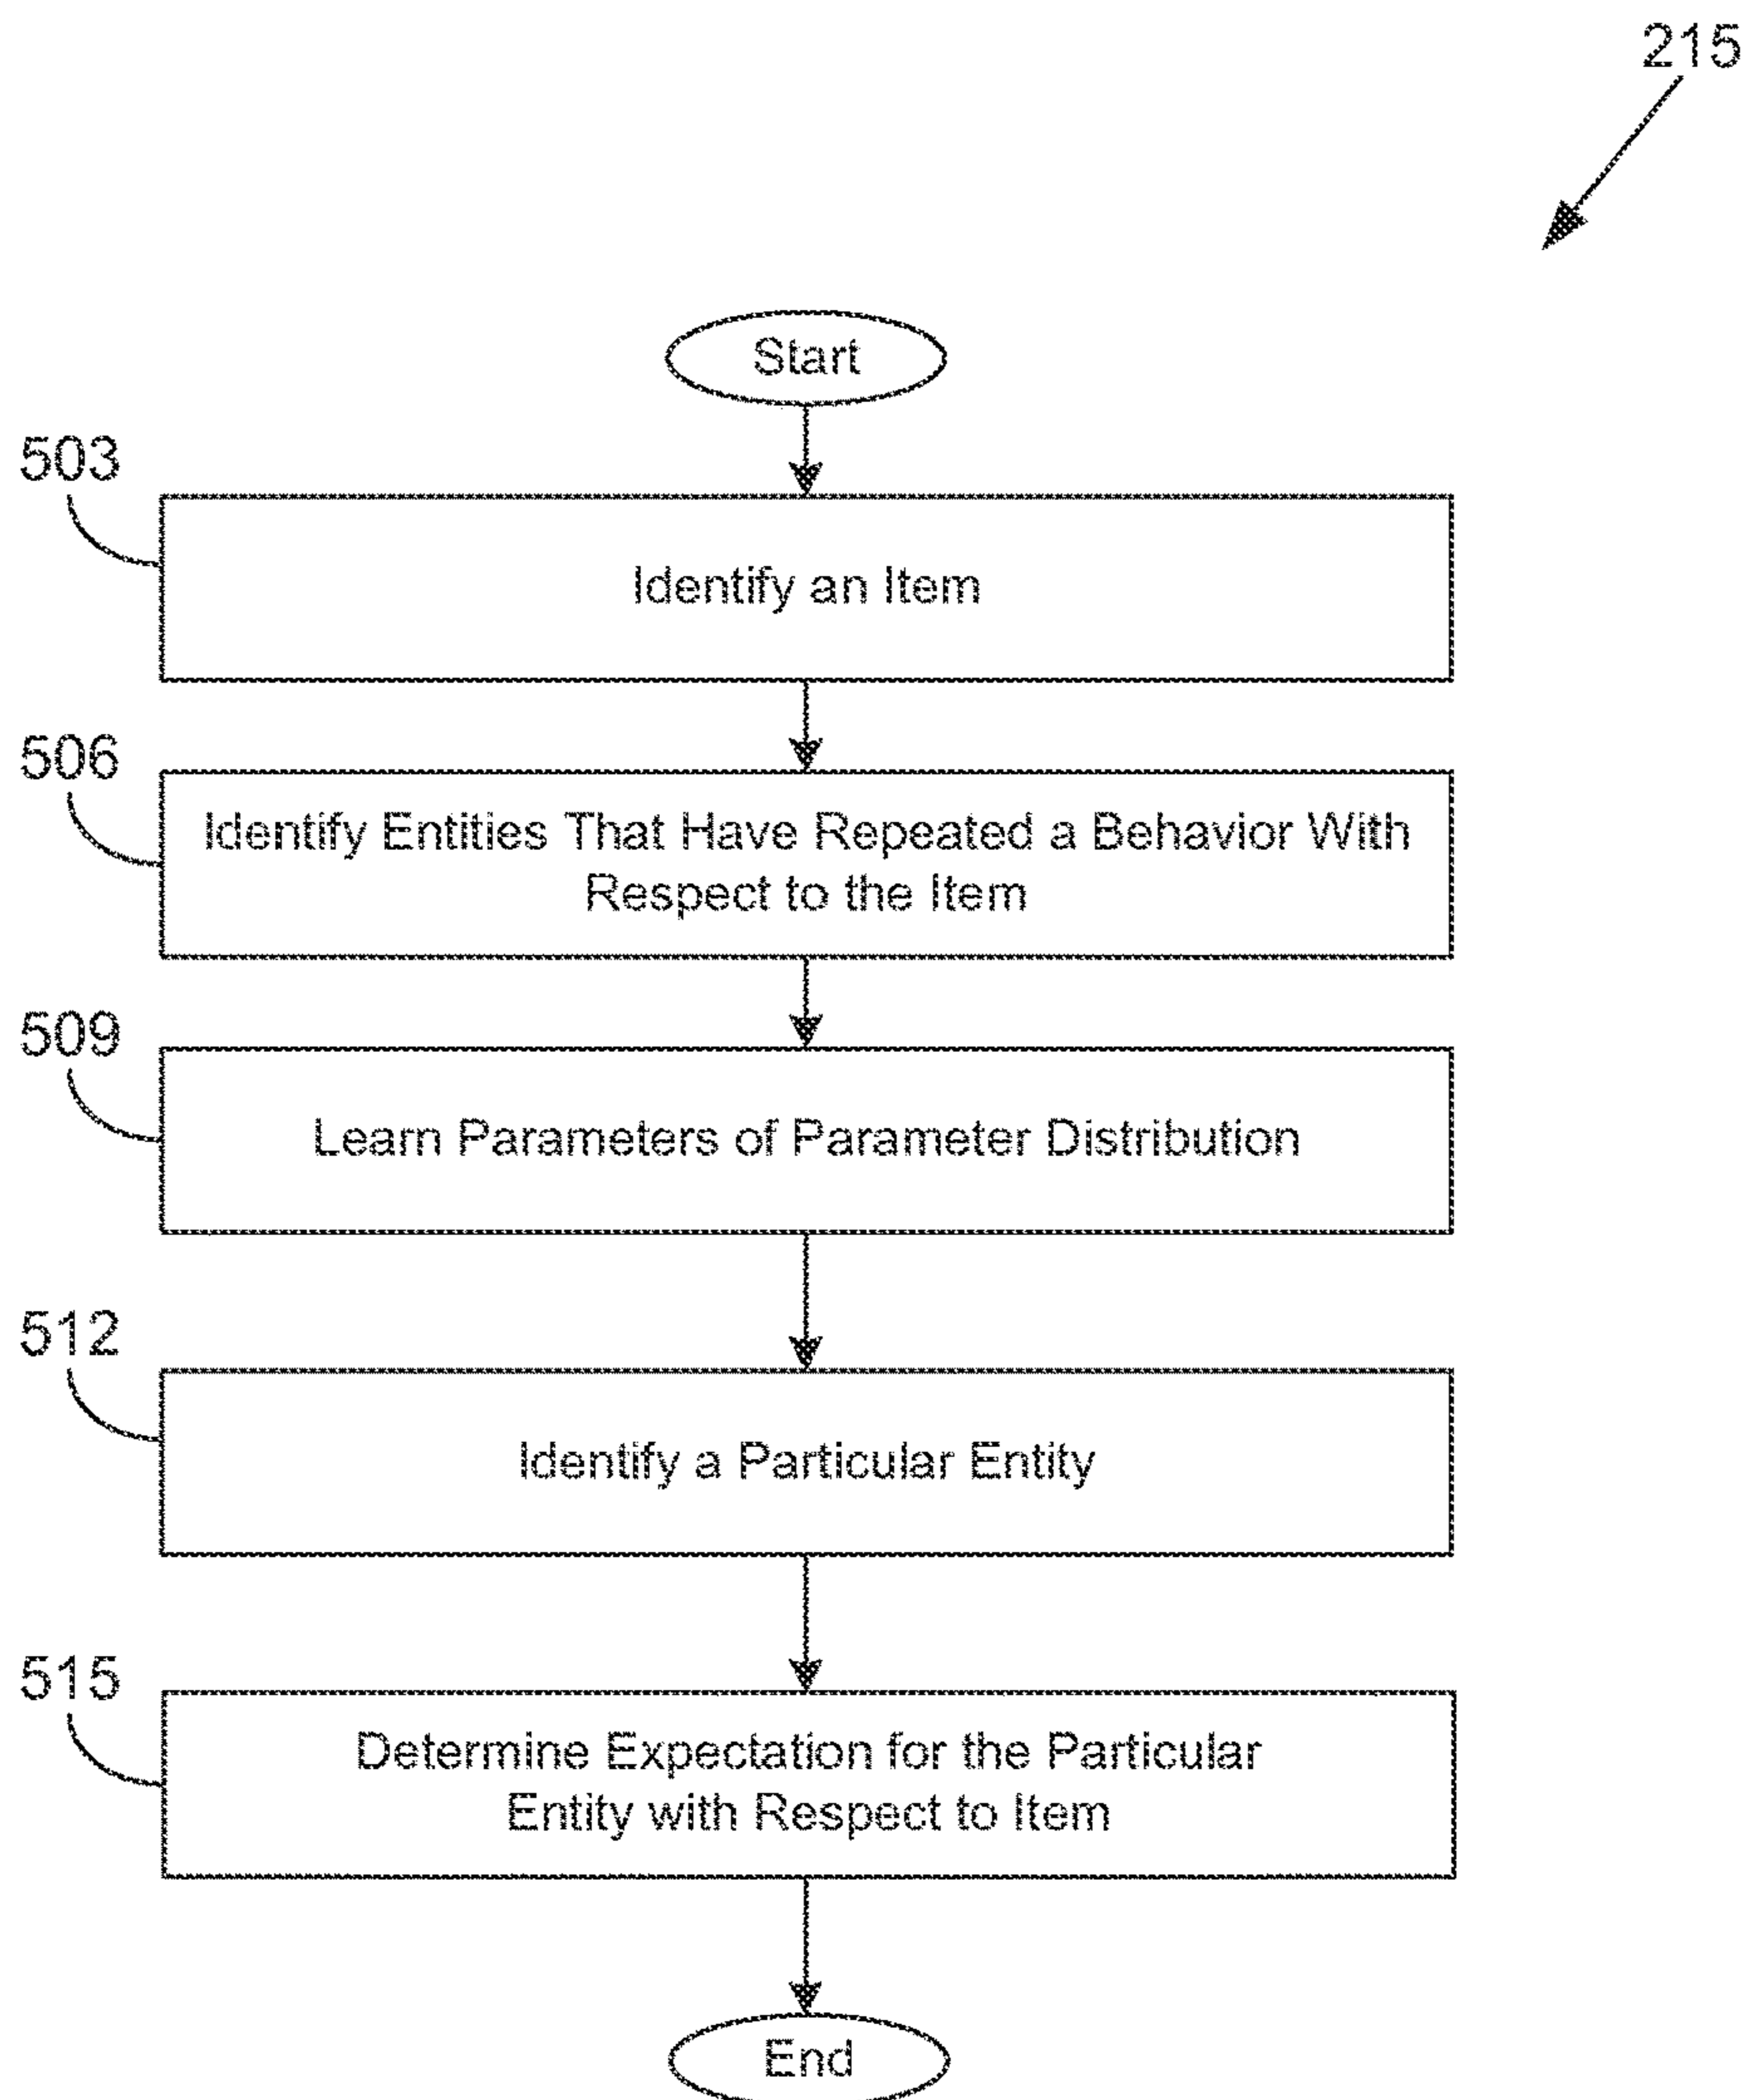 215
Start
503
Identify an Item
506
Identify Entities That Have Repeated a Behavior With
Respect to the Item
509
Learn Parameters of Parameter Distribution
512
Identify a Particular Entity
515
Determine Expectation for the Particular
Entity with Respect to Item
End